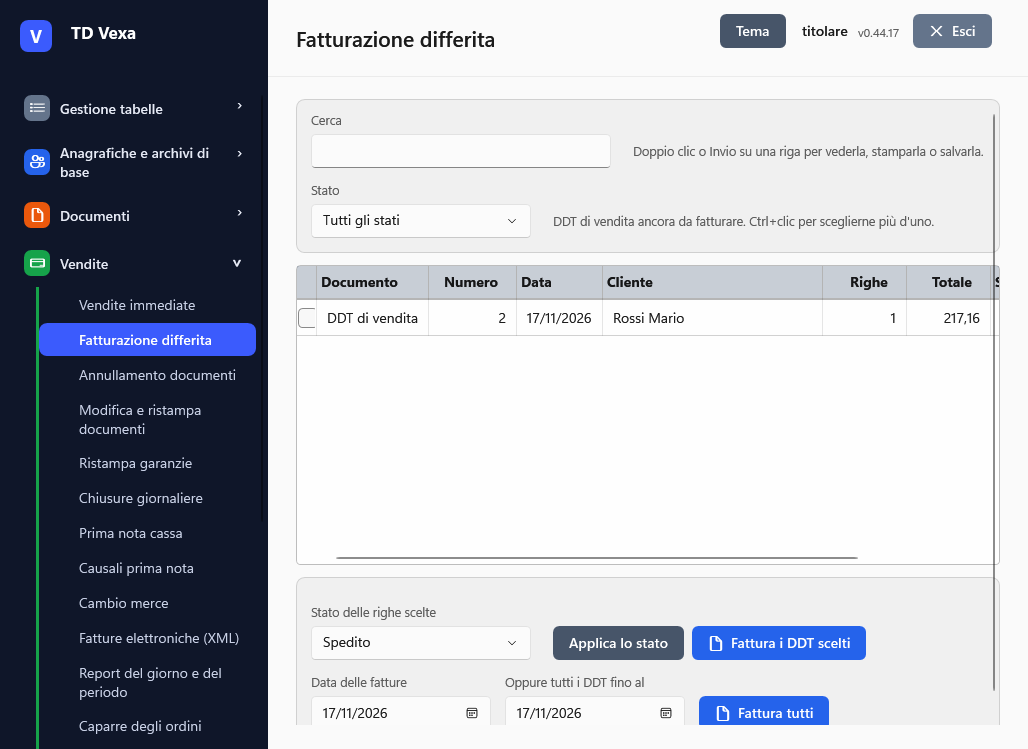 V
TD Vexa
Fatturazione differita
Tema
titolare
v0.44.17
Esci
Gestione tabelle
Anagrafiche e archivi di
base
Documenti
Vendite
Vendite immediate
Fatturazione differita
Annullamento documenti
Modifica e ristampa
documenti
Ristampa garanzie
Chiusure giornaliere
Prima nota cassa
Causali prima nota
Cambio merce
Fatture elettroniche (XML)
Report del giorno e del
periodo
Caparre degli ordini
Cerca
Doppio clic o Invio su una riga per vederla, stamparla o salvarla.
Stato
Tutti gli stati
DDT di vendita ancora da fatturare. Ctrl+clic per sceglierne più d'uno.
Documento Numero Data Cliente Righe Totale
DDT di vendita 2 17/11/2026 Rossi Mario 1 217,16
Stato delle righe scelte
Spedito
Applica lo stato
Fattura i DDT scelti
Data delle fatture
Oppure tutti i DDT fino al
17/11/2026
17/11/2026
Fattura tutti